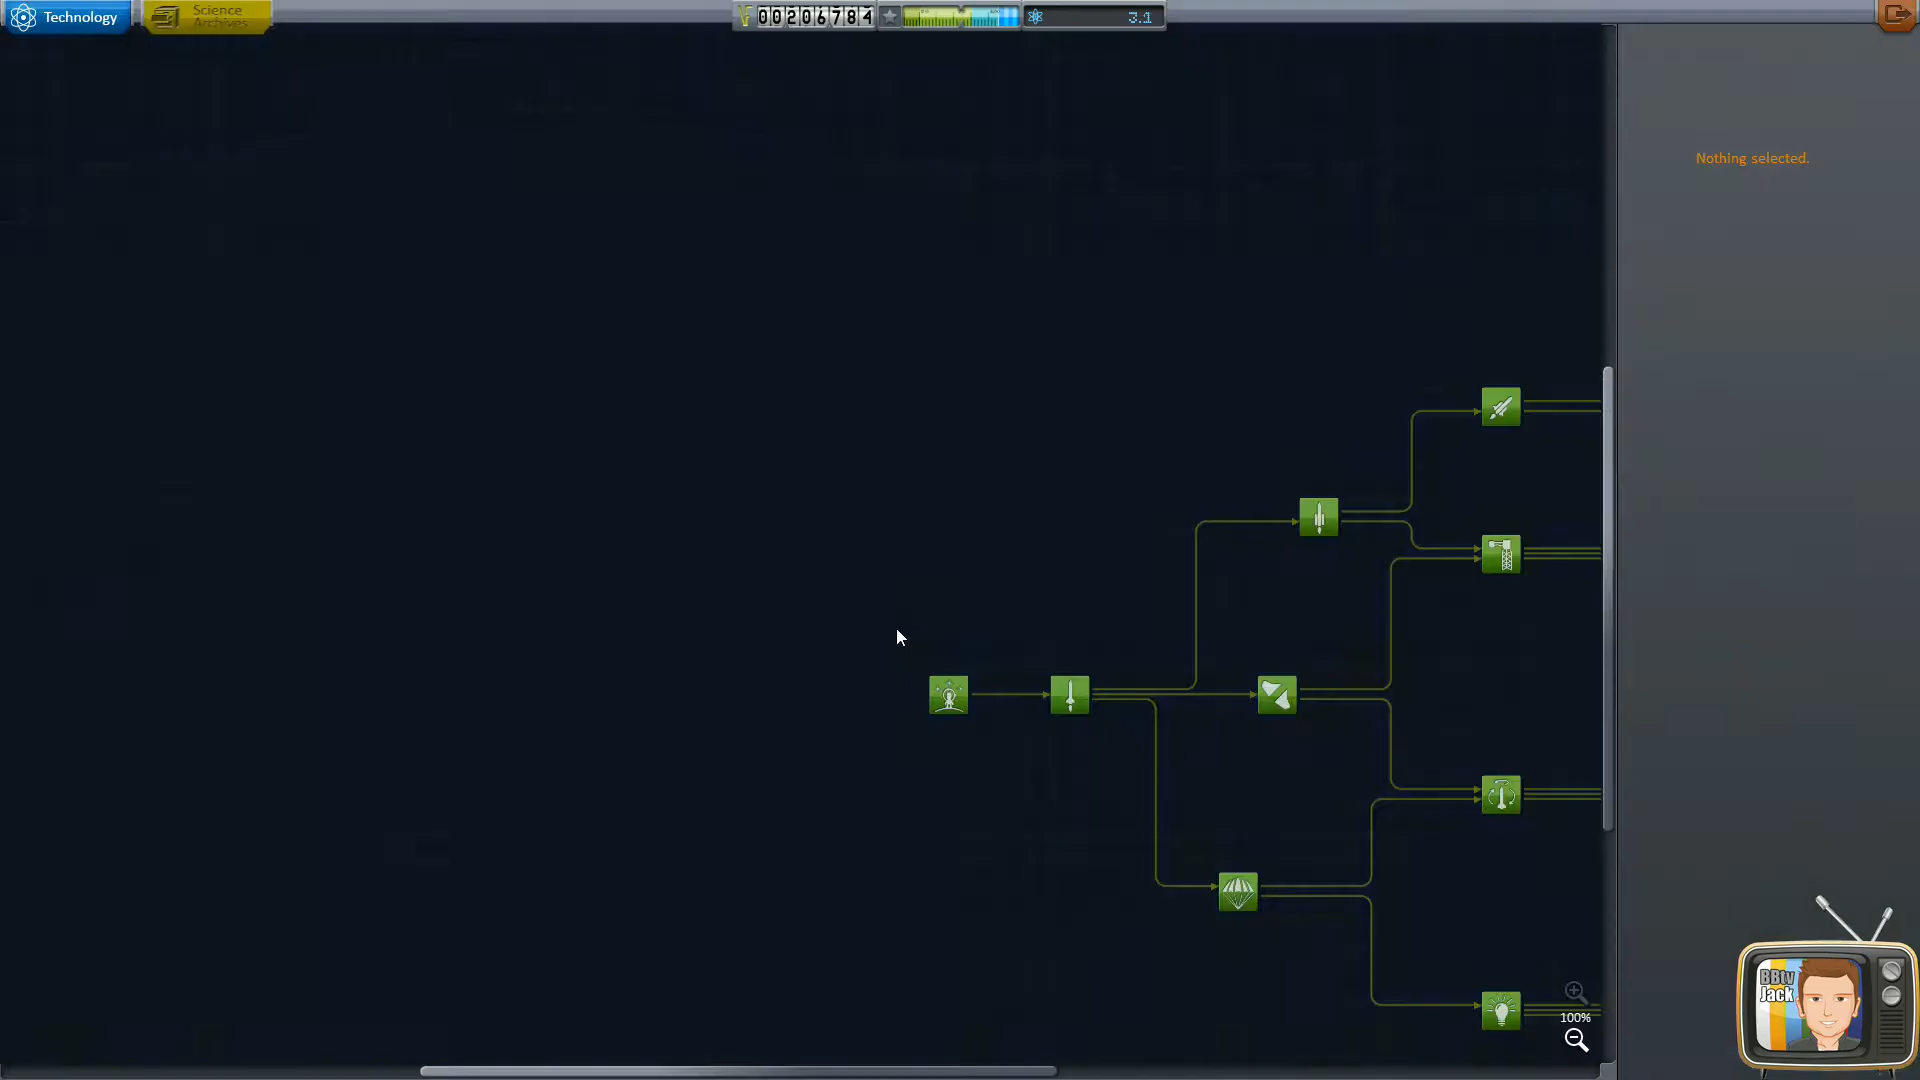 Technology
Science
Archives
00206784
3.1
Nothing selected.
100%
BBtv
Jack